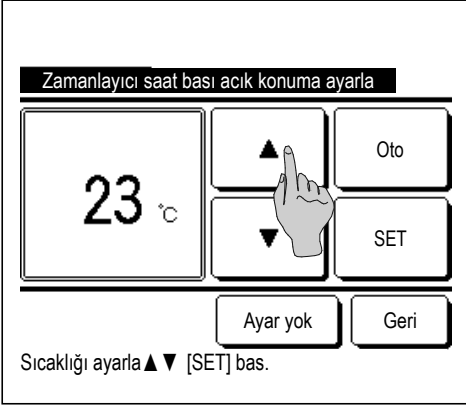 Zamanlayıcı saat bası acık konuma ayarla
▲ Oto
23 °C
▼ SET
Ayar yok Geri
Sıcaklığı ayarla▲▼ [SET] bas.